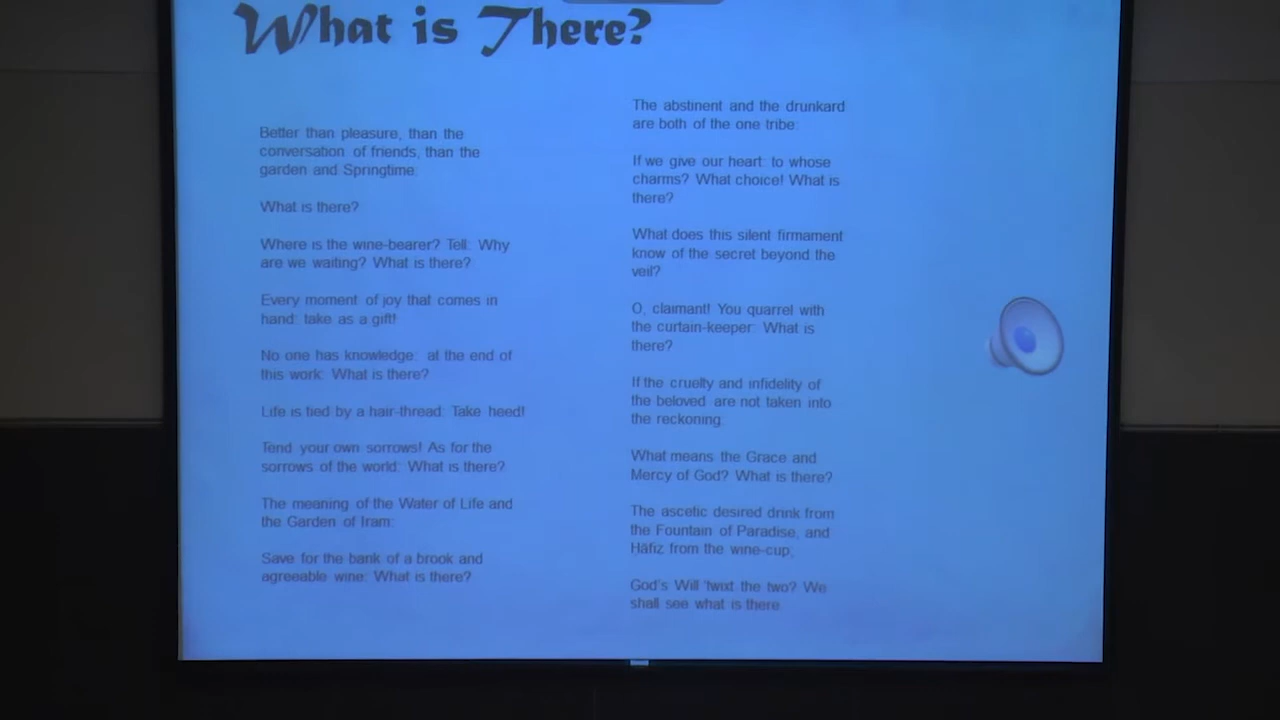 What is There?
Better than pleasure, than the
conversation of friends, than the
garden and Springtime:
What is there?
Where is the wine-bearer? Tell: Why
are we waiting? What is there?
Every moment of joy that comes in
hand: take as a gift!
No one has knowledge: at the end of
this work: What is there?
Life is tied by a hair-thread: Take heed!
Tend your own sorrows! As for the
sorrows of the world: What is there?
The meaning of the Water of Life and
the Garden of Iram:
Save for the bank of a brook and
agreeable wine: What is there?
The abstinent and the drunkard
are both of the one tribe:
If we give our heart: to whose
charms? What choice! What is
there?
What does this silent firmament
know of the secret beyond the
veil?
O, claimant! You quarrel with
the curtain-keeper: What is
there?
If the cruelty and infidelity of
the beloved are not taken into
the reckoning:
What means the Grace and
Mercy of God? What is there?
The ascetic desired drink from
the Fountain of Paradise, and
Hāfiz from the wine-cup;
God's Will 'twixt the two? We
shall see what is there